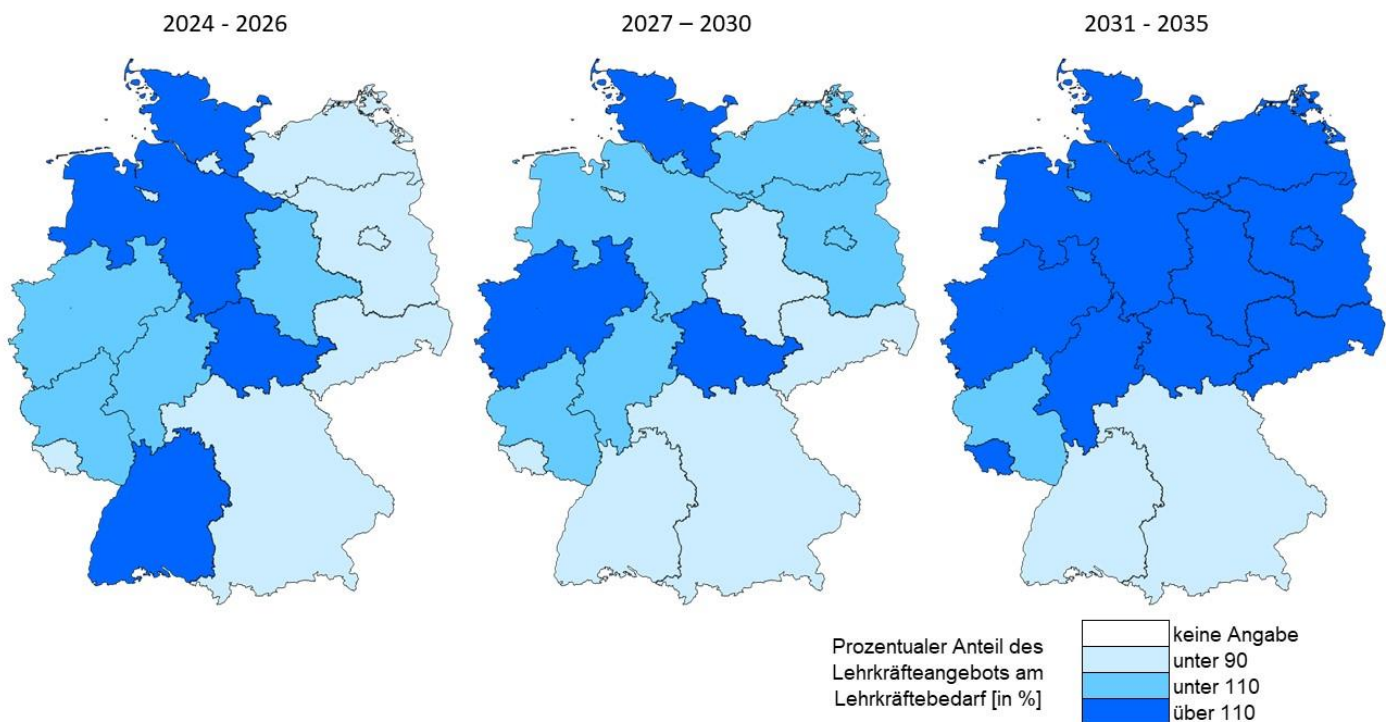 2024 - 2026
2027 – 2030
2031 - 2035
Prozentualer Anteil des
Lehrkräfteangebots am
Lehrkräftebedarf [in %]
keine Angabe
unter 90
unter 110
über 110